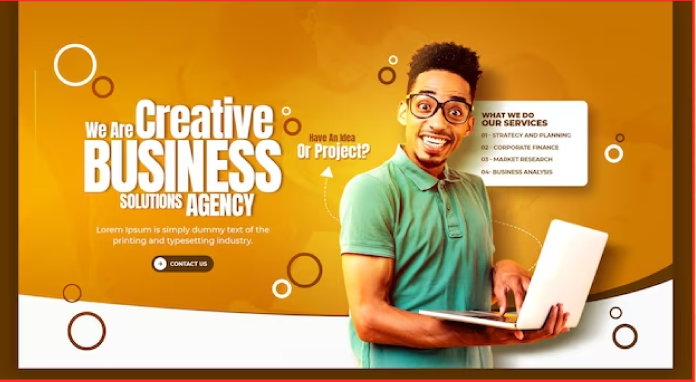 We Are Creative
BUSINESS
SOLUTIONS AGENCY
Lorem Ipsum is simply dummy text of the
printing and typesetting industry.
CONTACT US
Have An Idea
Or Project?
WHAT WE DO
OUR SERVICES
01 - STRATEGY AND PLANNING
02 - CORPORATE FINANCE
03 - MARKET RESEARCH
04- BUSINESS ANALYSIS